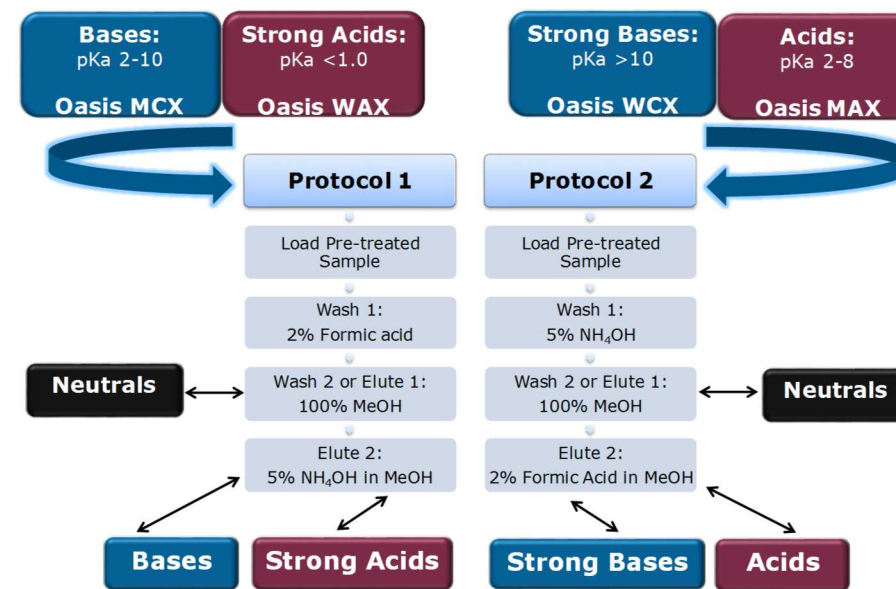 Bases:
pKa 2-10
Oasis MCX
Strong Acids:
pKa <1.0
Oasis WAX
Strong Bases:
pKa >10
Oasis WCX
Acids:
pKa 2-8
Oasis MAX
Protocol 1
Load Pre-treated
Sample
Wash 1:
2% Formic acid
Wash 2 or Elute 1:
100% MeOH
Elute 2:
5% NH₄OH in MeOH
Protocol 2
Load Pre-treated
Sample
Wash 1:
5% NH₄OH
Wash 2 or Elute 1:
100% MeOH
Elute 2:
2% Formic Acid in MeOH
Neutrals
Neutrals
Bases
Strong Acids
Strong Bases
Acids